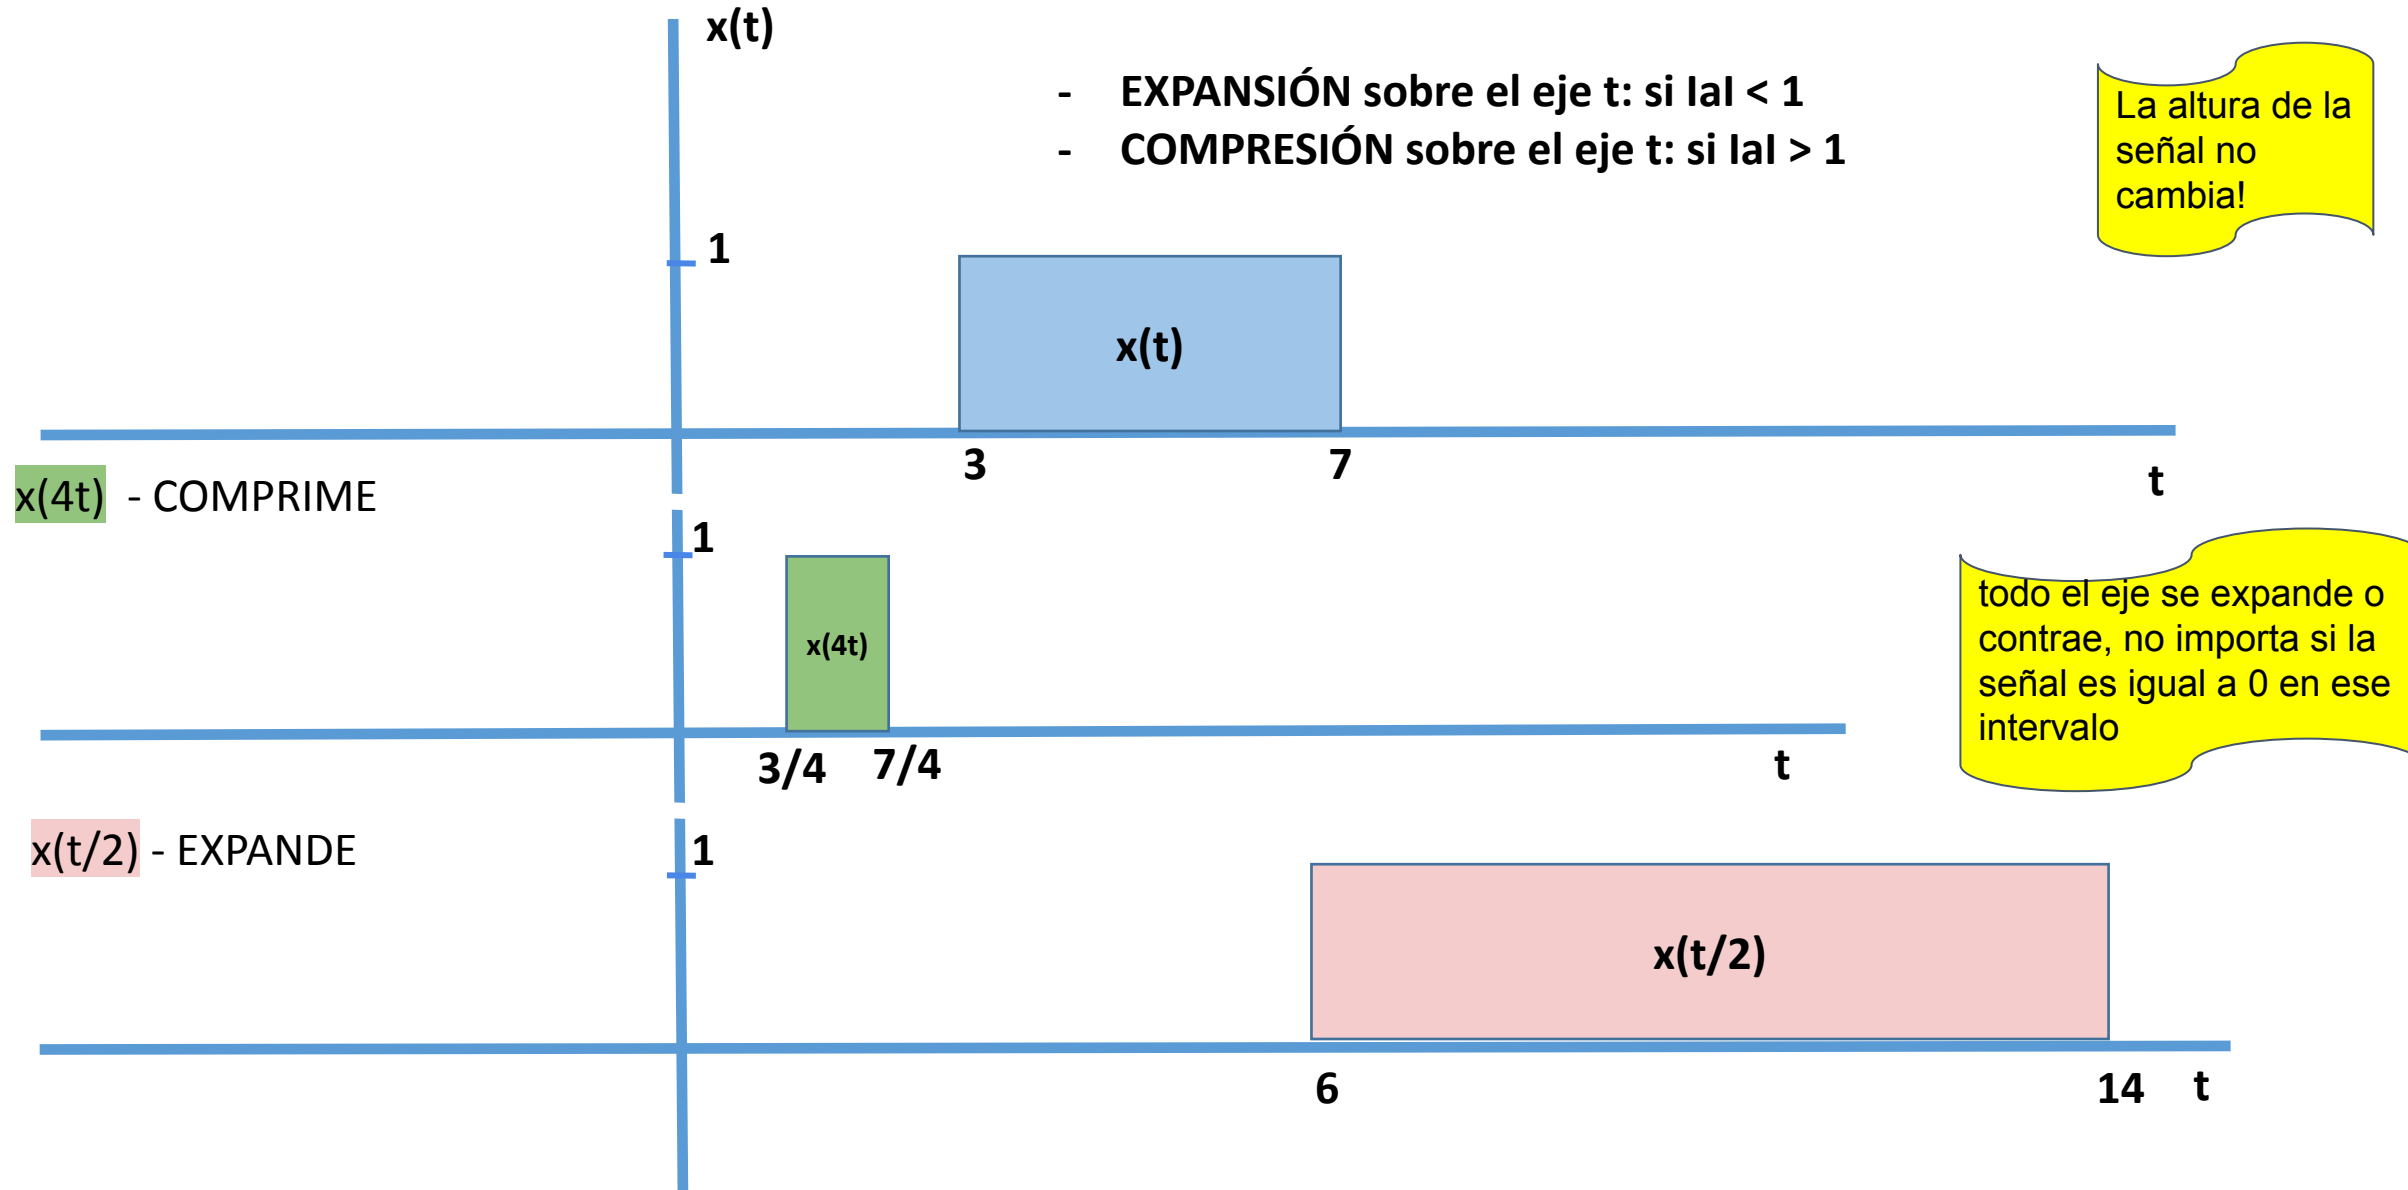 x(t)
- EXPANSIÓN sobre el eje t: si IaI < 1
- COMPRESIÓN sobre el eje t: si IaI > 1
La altura de la
señal no
cambia!
1
x(t)
3
7
t
x(4t) - COMPRIME
1
x(4t)
3/4
7/4
t
todo el eje se expande o
contrae, no importa si la
señal es igual a 0 en ese
intervalo
x(t/2) - EXPANDE
1
x(t/2)
6
14
t